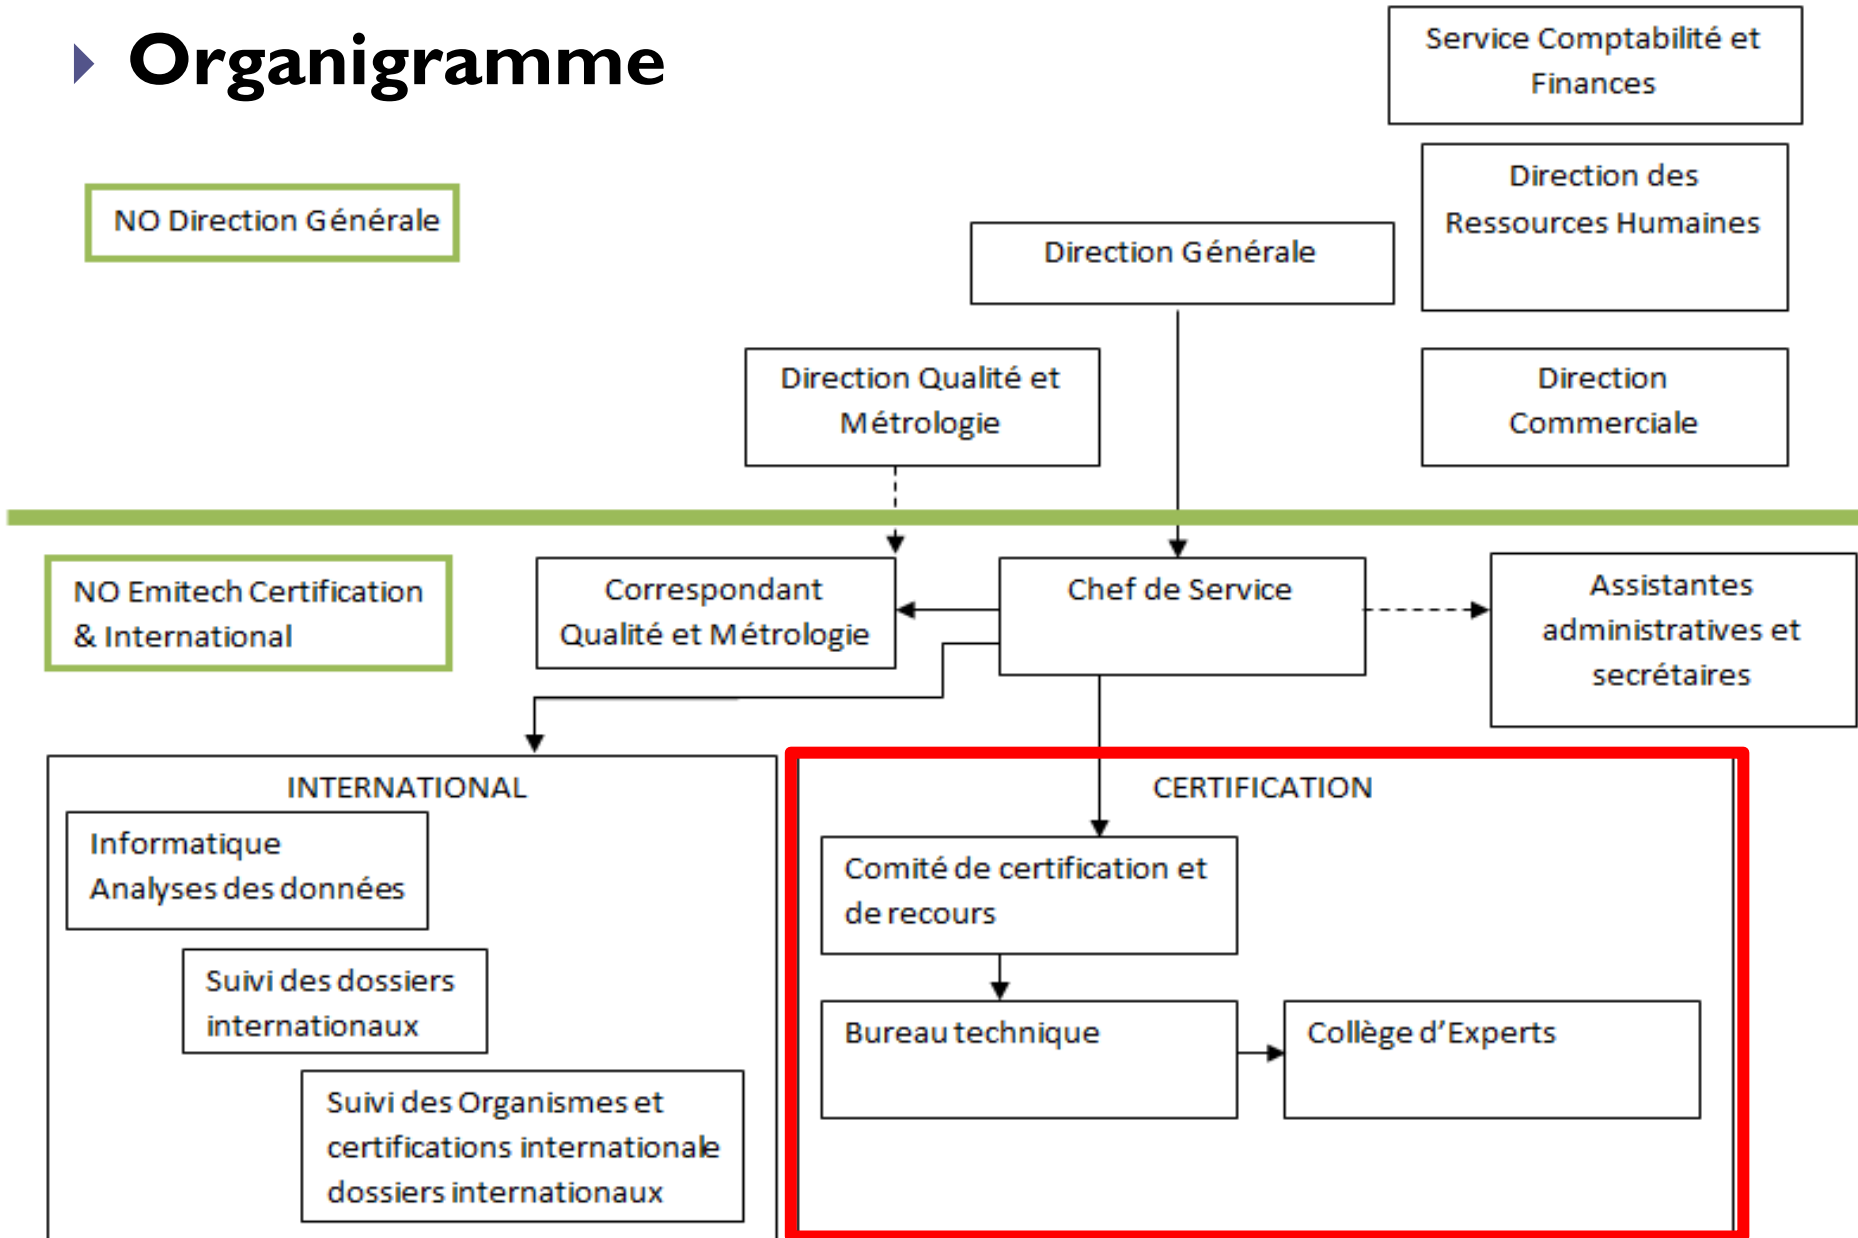 Organigramme
Service Comptabilité et
Finances
NO Direction Générale
Direction des
Ressources Humaines
Direction Générale
Direction Qualité et
Métrologie
Direction
Commerciale
NO Emitech Certification
& International
Correspondant
Qualité et Métrologie
Chef de Service
Assistantes
administratives et
secrétaires
INTERNATIONAL
Informatique
Analyses des données
Suivi des dossiers
internationaux
Suivi des Organismes et
certifications internationale
dossiers internationaux
CERTIFICATION
Comité de certification et
de recours
Bureau technique
Collège d’Experts